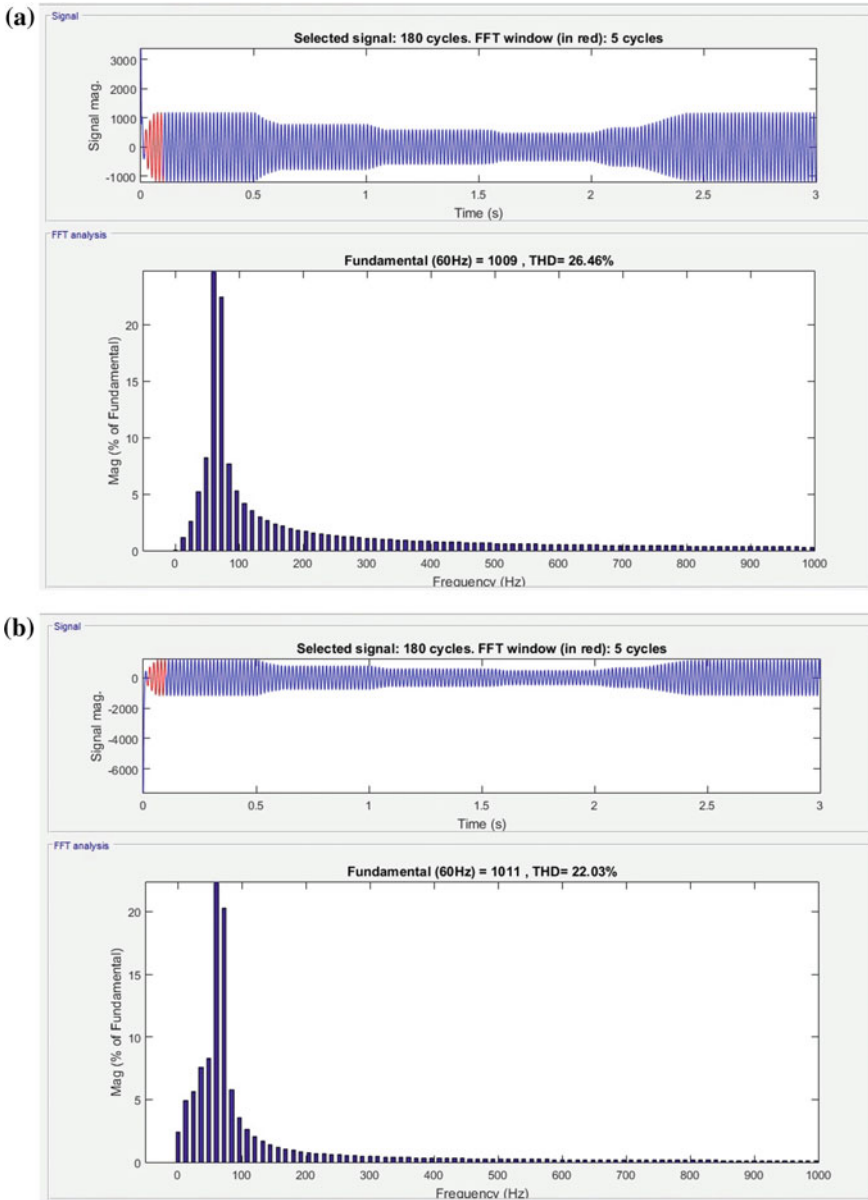 (a)
Signal
Selected signal: 180 cycles. FFT window (in red): 5 cycles
3000
2000
1000
0
-1000
Signal mag.
0 0.5 1 1.5 2 2.5 3
Time (s)
FFT analysis
Fundamental (60Hz) = 1009 , THD= 26.46%
20
15
10
5
0
Mag (% of Fundamental)
0 100 200 300 400 500 600 700 800 900 1000
Frequency (Hz)
(b)
Signal
Selected signal: 180 cycles. FFT window (in red): 5 cycles
0
-2000
-4000
-6000
Signal mag.
0 0.5 1 1.5 2 2.5 3
Time (s)
FFT analysis
Fundamental (60Hz) = 1011 , THD= 22.03%
20
15
10
5
0
Mag (% of Fundamental)
0 100 200 300 400 500 600 700 800 900 1000
Frequency (Hz)